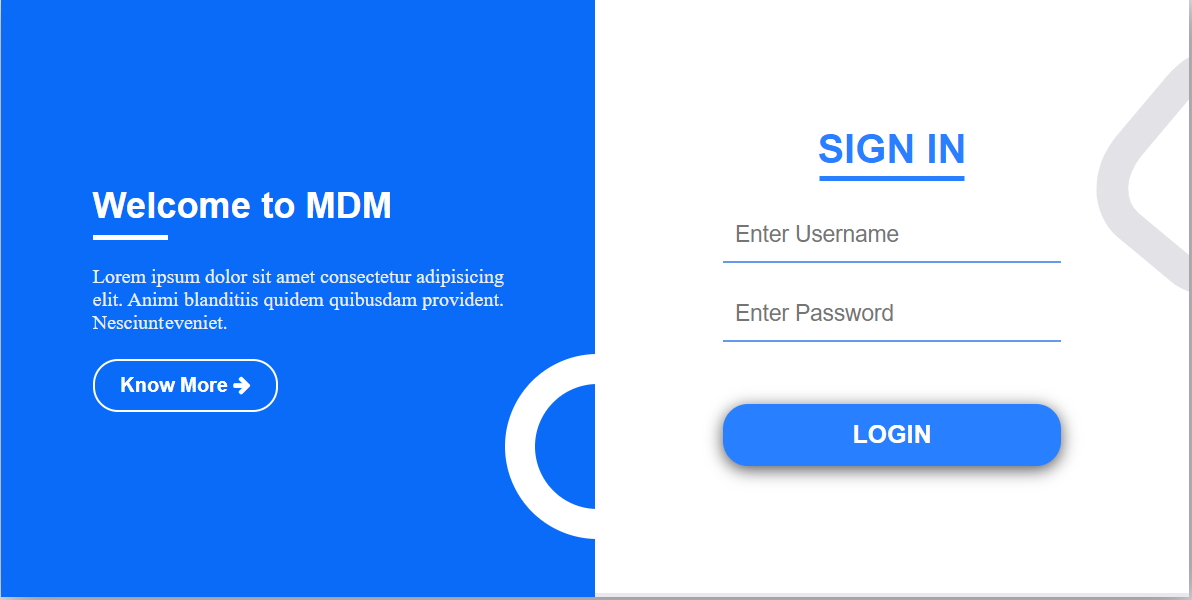 Welcome to MDM
Lorem ipsum dolor sit amet consectetur adipisicing
elit. Animi blanditiis quidem quibusdam provident.
Nesciunteveniet.
Know More
SIGN IN
Enter Username
Enter Password
LOGIN